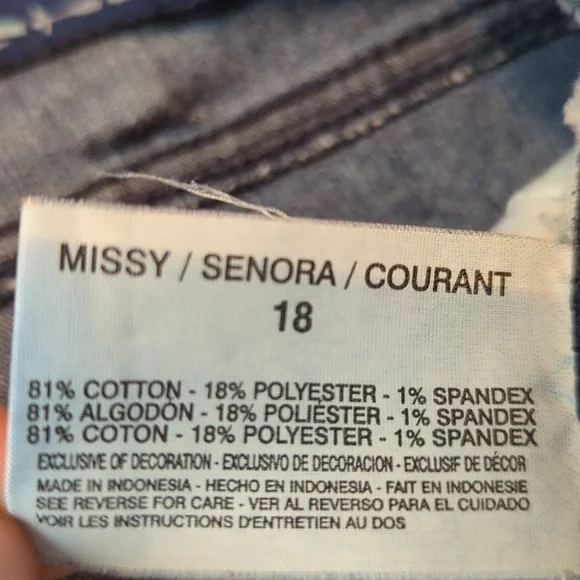 MISSY / SENORA / COURANT
18
81% COTTON - 18% POLYESTER - 1% SPANDEX
81% ALGODÓN - 18% POLIÉSTER - 1% SPANDEX
81% COTON - 18% POLYESTER - 1% SPANDEX
EXCLUSIVE OF DECORATION - EXCLUSIVO DE DECORACION - EXCLUSIF DE DÉCOR
MADE IN INDONESIA - HECHO EN INDONESIA - FAIT EN INDONESIE
SEE REVERSE FOR CARE - VER AL REVERSO PARA EL CUIDADO
VOIR LES INSTRUCTIONS D'ENTRETIEN AU DOS